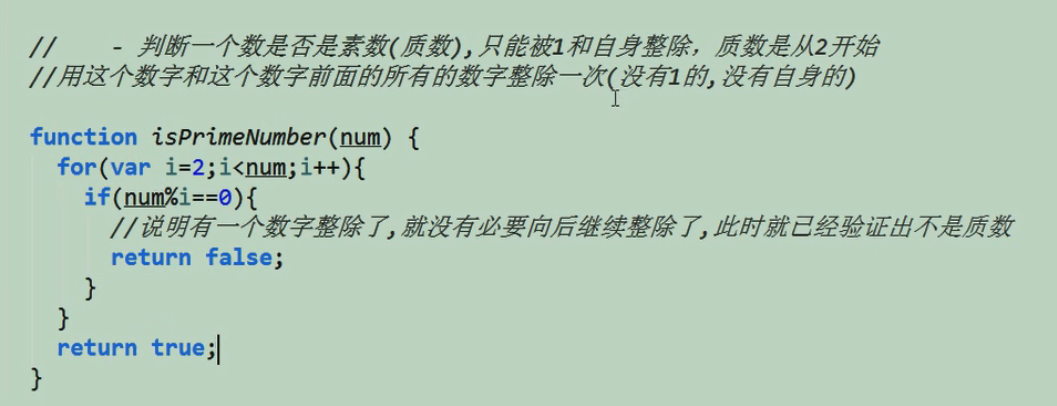 //    - 判断一个数是否是素数(质数),只能被1和自身整除，质数是从2开始
//用这个数字和这个数字前面的所有的数字整除一次(没有1的,没有自身的)
function isPrimeNumber(num) {
  for(var i=2;i<num;i++){
    if(num%i==0){
      //说明有一个数字整除了,就没有必要向后继续整除了,此时就已经验证出不是质数
      return false;
    }
  }
  return true;
}